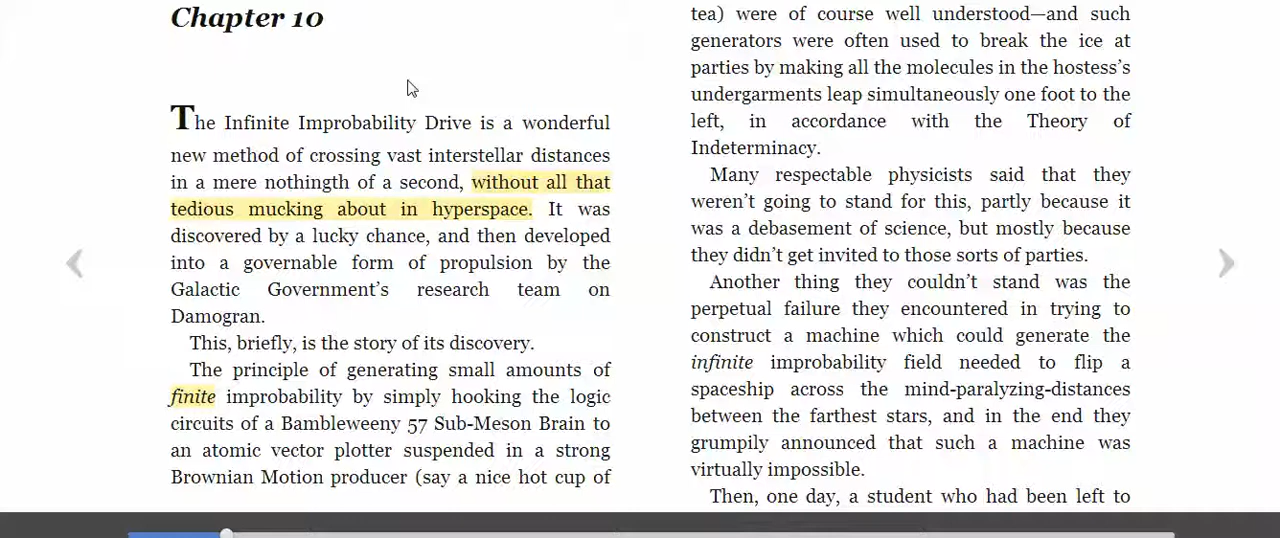 Chapter 10
The Infinite Improbability Drive is a wonderful
new method of crossing vast interstellar distances
in a mere nothingth of a second, without all that
tedious mucking about in hyperspace. It was
discovered by a lucky chance, and then developed
into a governable form of propulsion by the
Galactic Government’s research team on
Damogran.
This, briefly, is the story of its discovery.
The principle of generating small amounts of
finite improbability by simply hooking the logic
circuits of a Bambleweeny 57 Sub-Meson Brain to
an atomic vector plotter suspended in a strong
Brownian Motion producer (say a nice hot cup of
tea) were of course well understood—and such
generators were often used to break the ice at
parties by making all the molecules in the hostess’s
undergarments leap simultaneously one foot to the
left, in accordance with the Theory of
Indeterminacy.
Many respectable physicists said that they
weren’t going to stand for this, partly because it
was a debasement of science, but mostly because
they didn’t get invited to those sorts of parties.
Another thing they couldn’t stand was the
perpetual failure they encountered in trying to
construct a machine which could generate the
infinite improbability field needed to flip a
spaceship across the mind-paralyzing-distances
between the farthest stars, and in the end they
grumpily announced that such a machine was
virtually impossible.
Then, one day, a student who had been left to